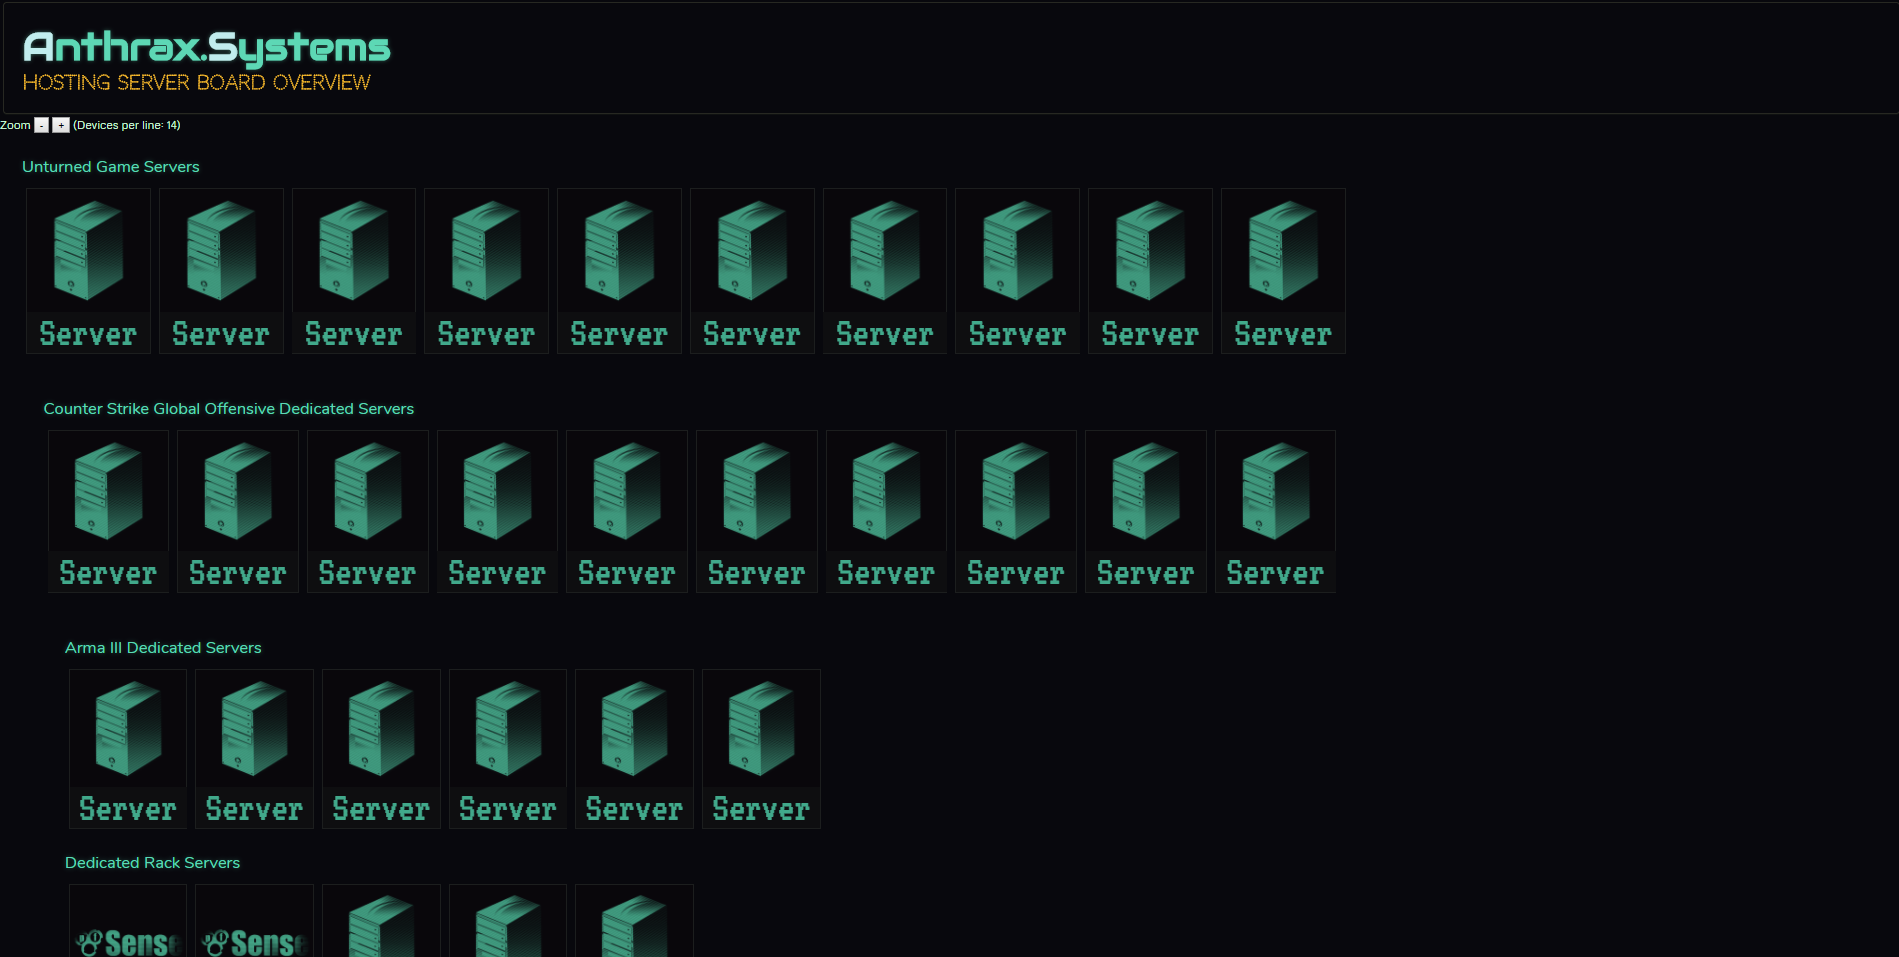 Anthrax.Systems
HOSTING SERVER BOARD OVERVIEW
Zoom - + (Devices per line: 14)
Unturned Game Servers
Server Server Server Server Server Server Server Server Server Server
Counter Strike Global Offensive Dedicated Servers
Server Server Server Server Server Server Server Server Server Server
Arma III Dedicated Servers
Server Server Server Server Server Server
Dedicated Rack Servers
Sense Sense